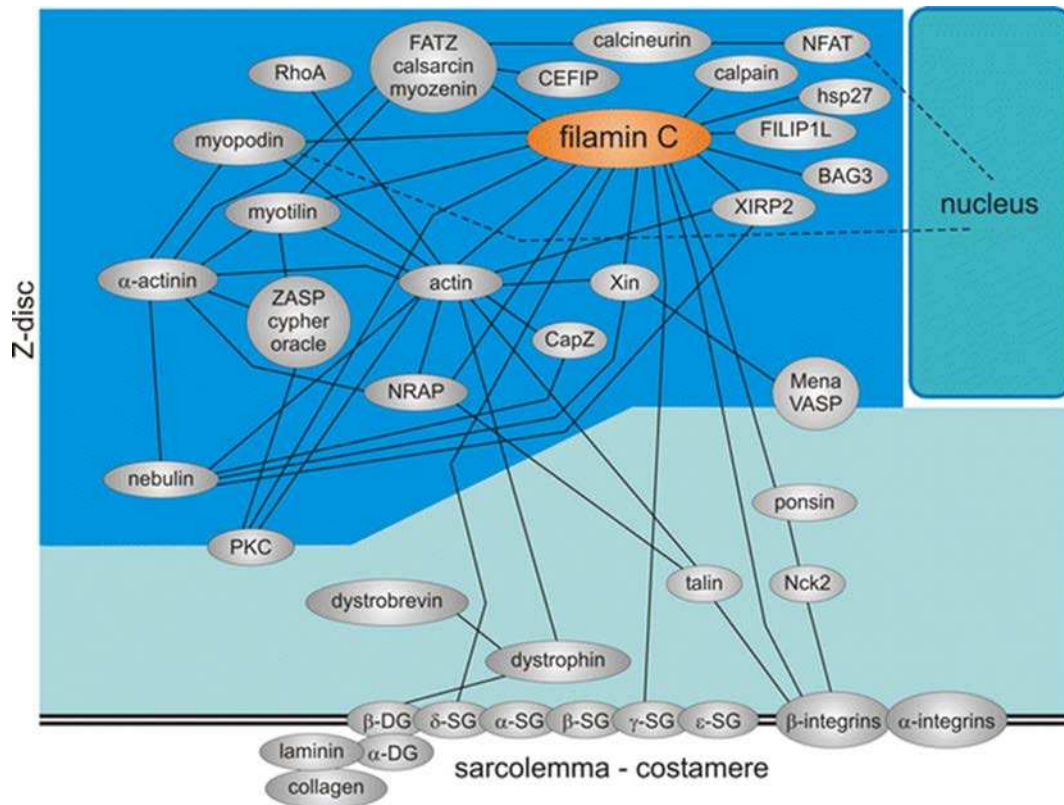 FATZ
calsarcin
myozenin
calcineurin
NFAT
RhoA
CEFIP
calpain
hsp27
filamin C
FILIP1L
myopodin
BAG3
myotilin
XIRP2
nucleus
α-actinin
actin
Xin
ZASP
cypher
oracle
CapZ
Z-disc
NRAP
Mena
VASP
nebulin
ponsin
PKC
talin
Nck2
dystrobrevin
dystrophin
β-DG
δ-SG
α-SG
β-SG
γ-SG
ε-SG
β-integrins
α-integrins
laminin
α-DG
collagen
sarcolemma - costamere